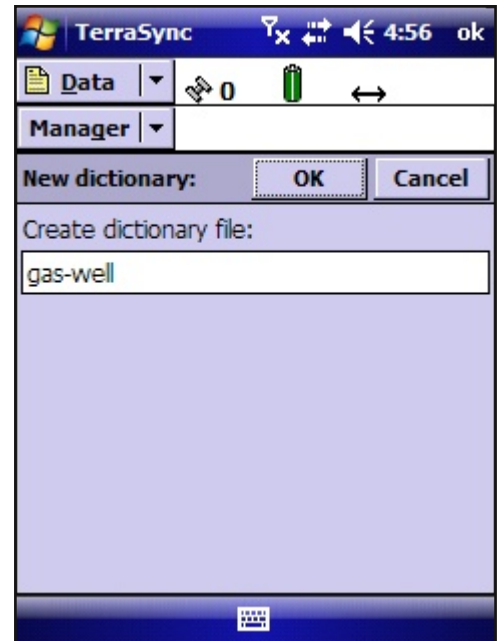 TerraSync 4:56 ok
Data 0
Manager
New dictionary: OK Cancel
Create dictionary file:
gas-well